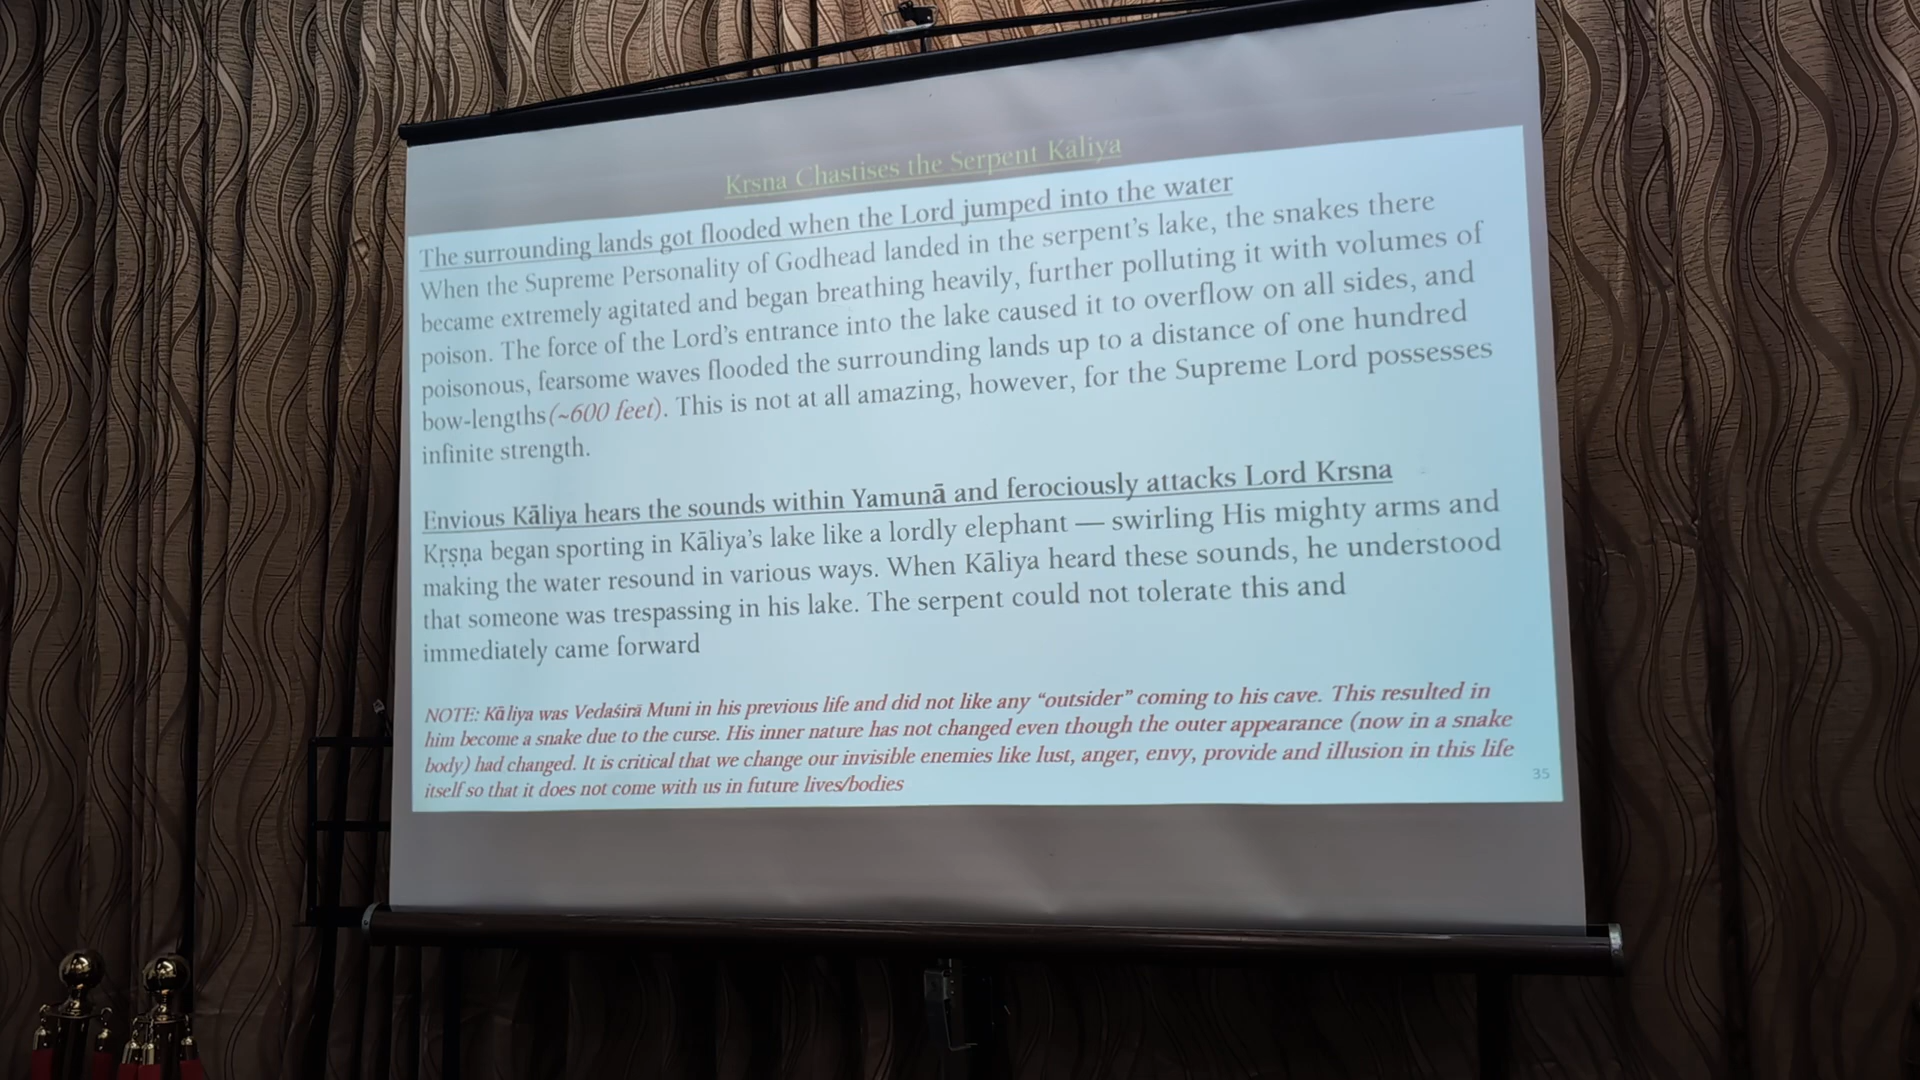 Krsna Chastises the Serpent Kāliya
The surrounding lands got flooded when the Lord jumped into the water
When the Supreme Personality of Godhead landed in the serpent's lake, the snakes there
became extremely agitated and began breathing heavily, further polluting it with volumes of
poison. The force of the Lord's entrance into the lake caused it to overflow on all sides, and
poisonous, fearsome waves flooded the surrounding lands up to a distance of one hundred
bow-lengths(~600 feet). This is not at all amazing, however, for the Supreme Lord possesses
infinite strength.
Envious Kāliya hears the sounds within Yamunā and ferociously attacks Lord Krsna
Kṛṣṇa began sporting in Kāliya's lake like a lordly elephant — swirling His mighty arms and
making the water resound in various ways. When Kāliya heard these sounds, he understood
that someone was trespassing in his lake. The serpent could not tolerate this and
immediately came forward
NOTE: Kāliya was Vedaśirā Muni in his previous life and did not like any “outsider” coming to his cave. This resulted in
him become a snake due to the curse. His inner nature has not changed even though the outer appearance (now in a snake
body) had changed. It is critical that we change our invisible enemies like lust, anger, envy, provide and illusion in this life
itself so that it does not come with us in future lives/bodies
35